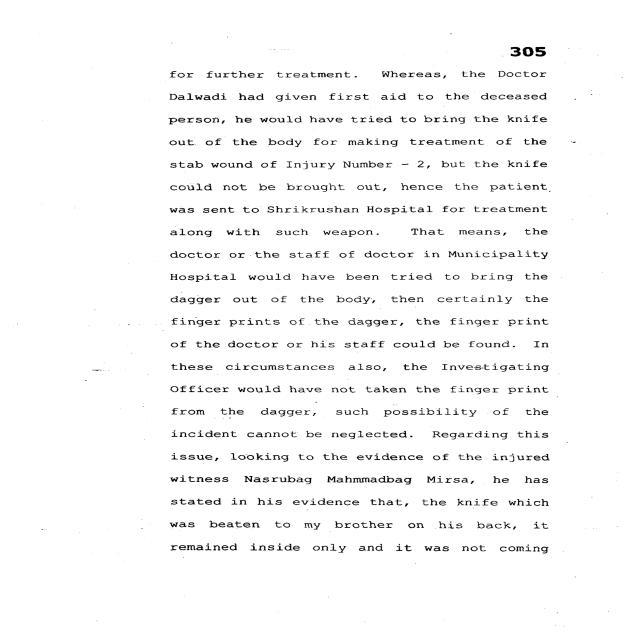 305
for further treatment. Whereas, the Doctor
Dalwadi had given first aid to the deceased
person, he would have tried to bring the knife
out of the body for making treatment of the
stab wound of Injury Number - 2, but the knife
could not be brought out, hence the patient
was sent to Shrikrushan Hospital for treatment
along with such weapon. That means, the
doctor or the staff of doctor in Municipality
Hospital would have been tried to bring the
dagger out of the body, then certainly the
finger prints of the dagger, the finger print
of the doctor or his staff could be found. In
these circumstances also, the Investigating
Officer would have not taken the finger print
from the dagger, such possibility of the
incident cannot be neglected. Regarding this
issue, looking to the evidence of the injured
witness Nasrubag Mahmmadbag Mirsa, he has
stated in his evidence that, the knife which
was beaten to my brother on his back, it
remained inside only and it was not coming